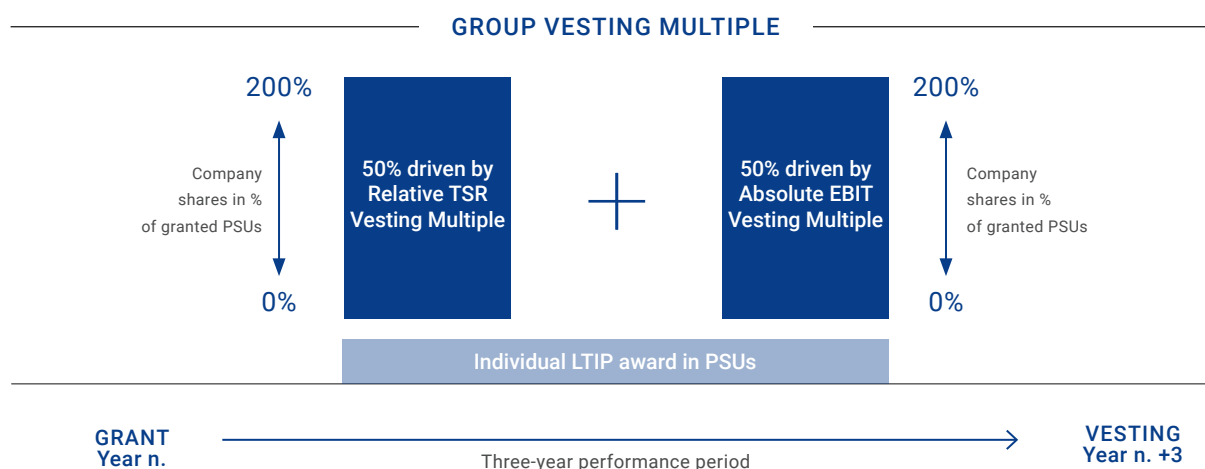 GROUP VESTING MULTIPLE
200%
Company
shares in %
of granted PSUs
0%
50% driven by
Relative TSR
Vesting Multiple
50% driven by
Absolute EBIT
Vesting Multiple
200%
Company
shares in %
of granted PSUs
0%
Individual LTIP award in PSUs
GRANT
Year n.
Three-year performance period
VESTING
Year n. +3